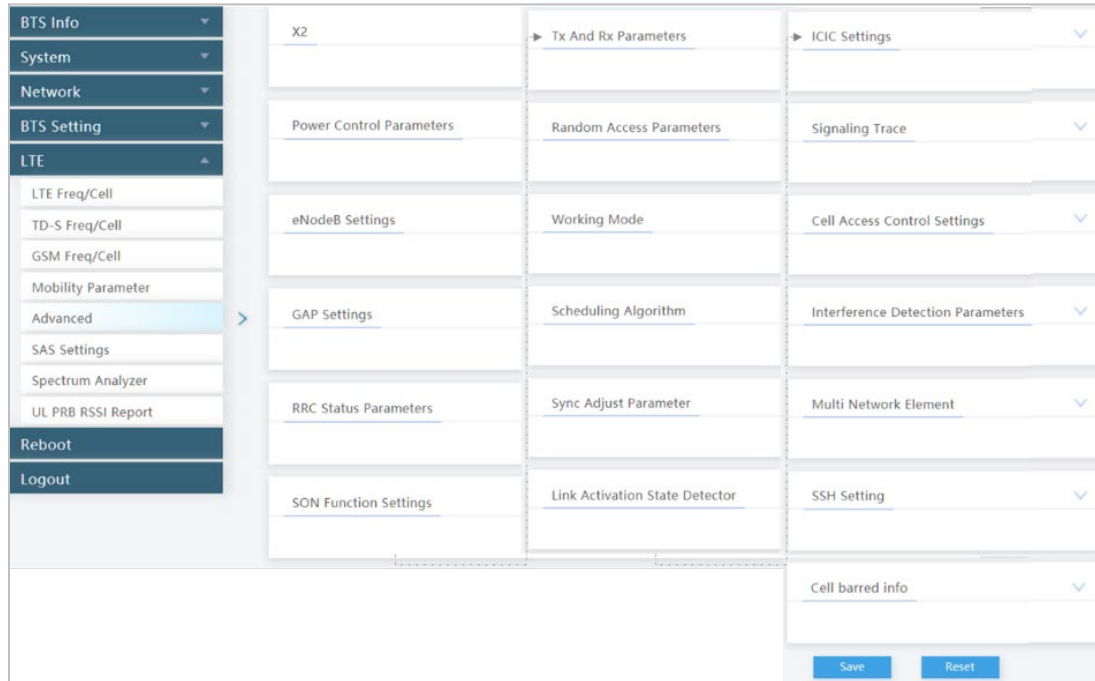 BTS Info
System
Network
BTS Setting
LTE
LTE Freq/Cell
TD-S Freq/Cell
GSM Freq/Cell
Mobility Parameter
Advanced
SAS Settings
Spectrum Analyzer
UL PRB RSSI Report
Reboot
Logout
X2
Power Control Parameters
eNodeB Settings
GAP Settings
RRC Status Parameters
SON Function Settings
Tx And Rx Parameters
Random Access Parameters
Working Mode
Scheduling Algorithm
Sync Adjust Parameter
Link Activation State Detector
ICIC Settings
Signaling Trace
Cell Access Control Settings
Interference Detection Parameters
Multi Network Element
SSH Setting
Cell barred info
Save
Reset